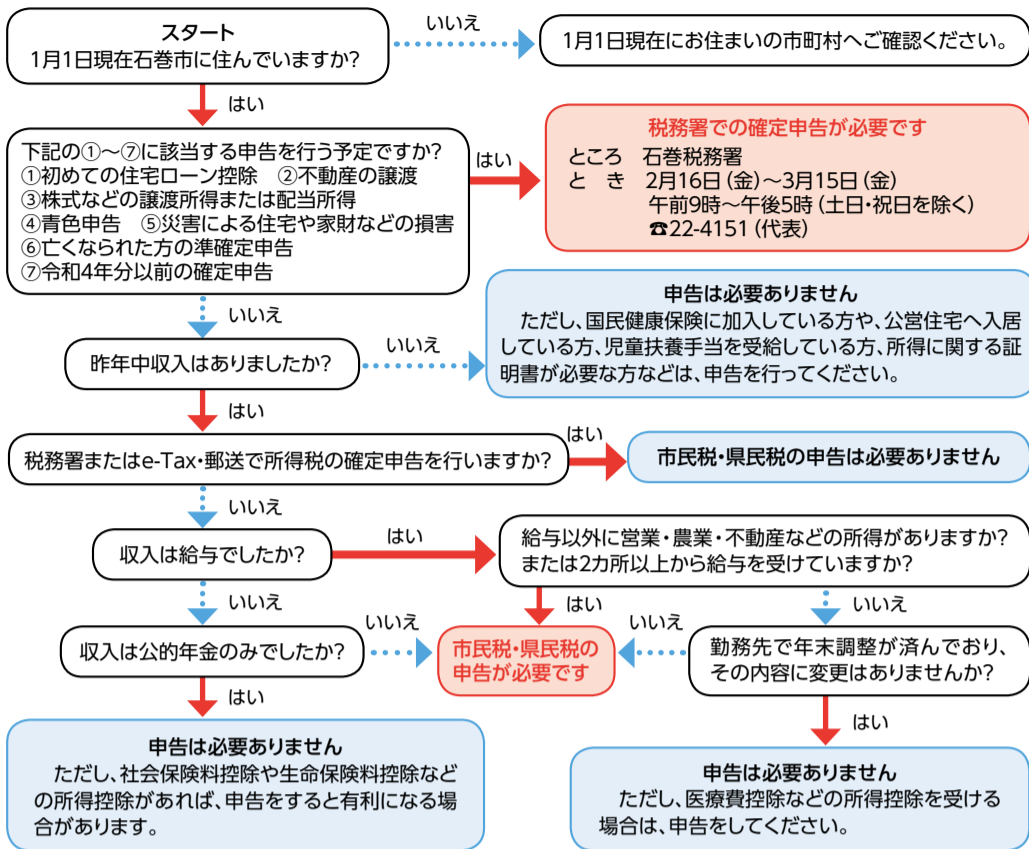 スタート
1月1日現在石巻市に住んでいますか?
いいえ
1月1日現在にお住まいの市町村へご確認ください。
はい
下記の①～⑦に該当する申告を行う予定ですか?
①初めての住宅ローン控除　②不動産の譲渡
③株式などの譲渡所得または配当所得
④青色申告　⑤災害による住宅や家財などの損害
⑥亡くなられた方の準確定申告
⑦令和4年分以前の確定申告
はい
税務署での確定申告が必要です
ところ　石巻税務署
と　き　2月16日(金)～3月15日(金)
午前9時～午後5時(土日・祝日を除く)
☎22-4151(代表)
いいえ
昨年中収入はありましたか?
いいえ
申告は必要ありません
ただし、国民健康保険に加入している方や、公営住宅へ入居
している方、児童扶養手当を受給している方、所得に関する証
明書が必要な方などは、申告を行ってください。
はい
税務署またはe-Tax・郵送で所得税の確定申告を行いますか?
はい
市民税・県民税の申告は必要ありません
いいえ
収入は給与でしたか?
はい
給与以外に営業・農業・不動産などの所得がありますか?
または2カ所以上から給与を受けていますか?
いいえ
はい
いいえ
収入は公的年金のみでしたか?
いいえ
市民税・県民税の
申告が必要です
いいえ
勤務先で年末調整が済んでおり、
その内容に変更はありませんか?
はい
はい
申告は必要ありません
ただし、社会保険料控除や生命保険料控除など
の所得控除があれば、申告をすると有利になる場
合があります。
申告は必要ありません
ただし、医療費控除などの所得控除を受ける
場合は、申告をしてください。